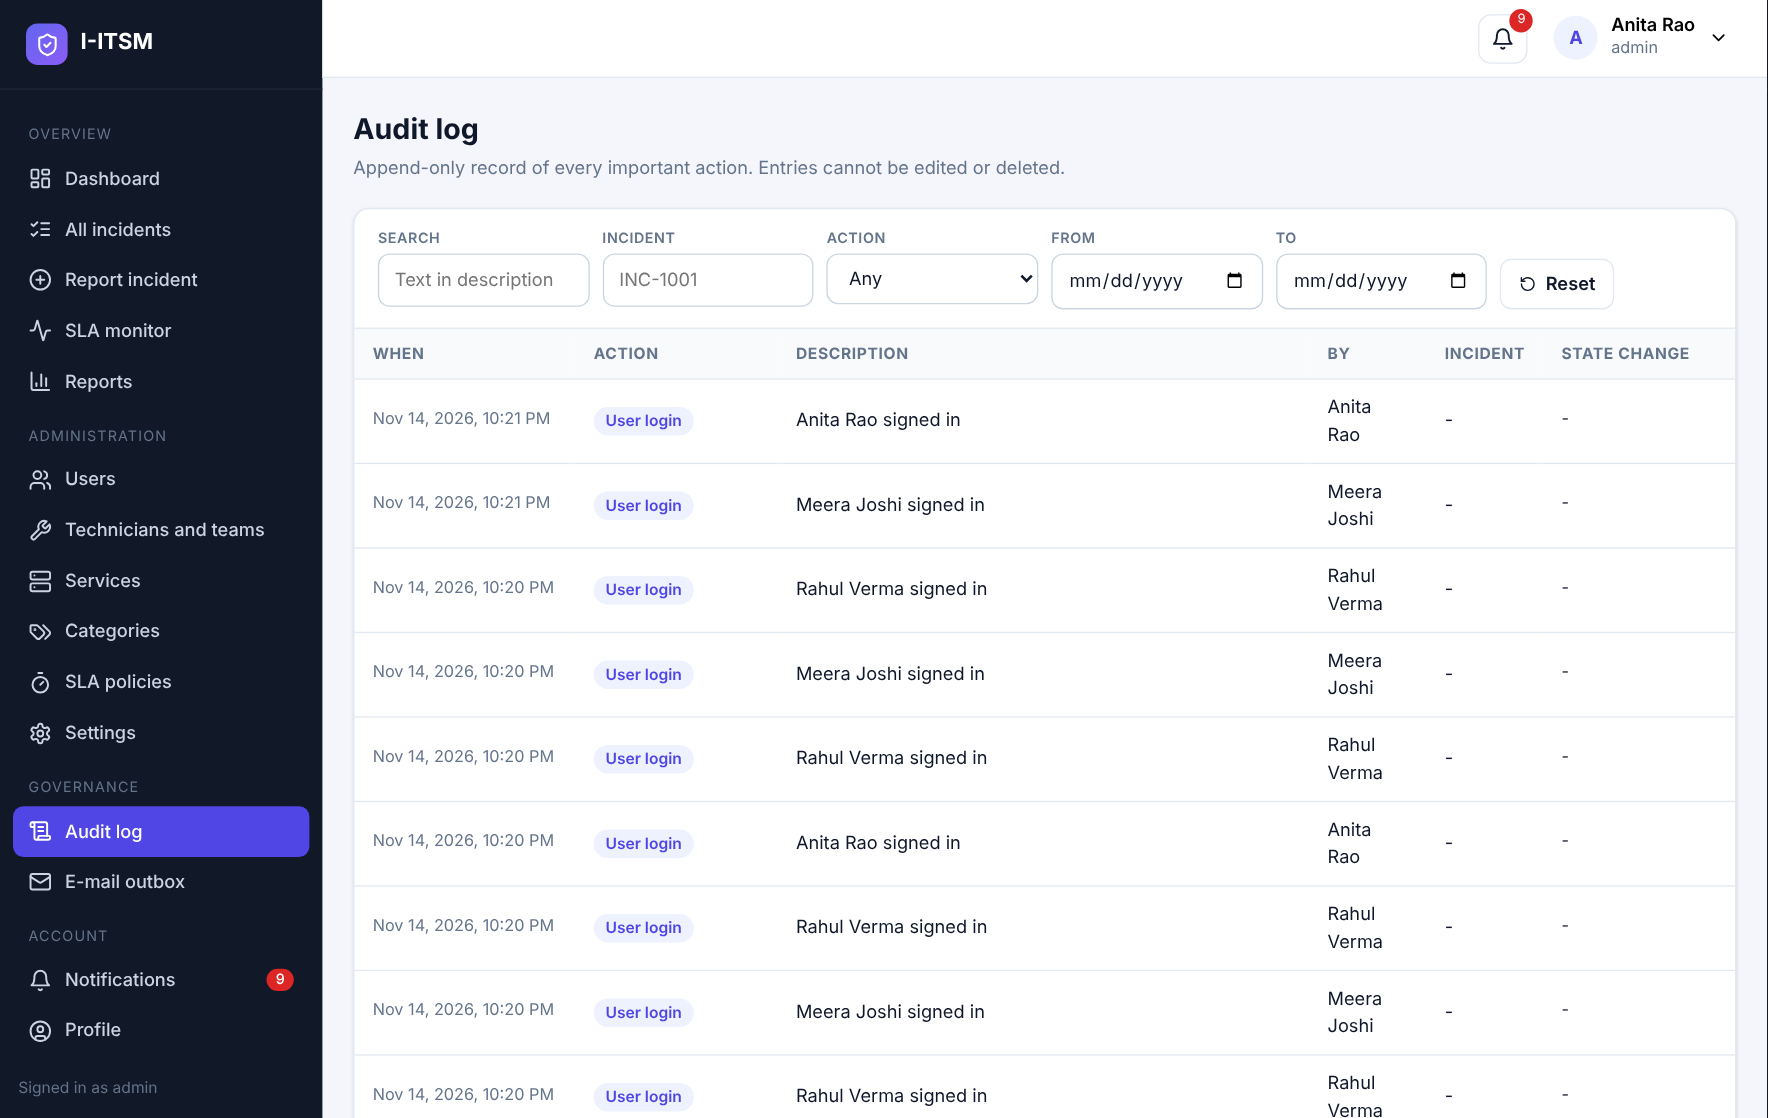 I-ITSM
9
A
Anita Rao
admin
OVERVIEW
Dashboard
All incidents
Report incident
SLA monitor
Reports
ADMINISTRATION
Users
Technicians and teams
Services
Categories
SLA policies
Settings
GOVERNANCE
Audit log
E-mail outbox
ACCOUNT
Notifications 9
Profile
Signed in as admin
Audit log
Append-only record of every important action. Entries cannot be edited or deleted.
SEARCH INCIDENT ACTION FROM TO
Text in description INC-1001 Any mm/dd/yyyy mm/dd/yyyy Reset
WHEN ACTION DESCRIPTION BY INCIDENT STATE CHANGE
Nov 14, 2026, 10:21 PM User login Anita Rao signed in Anita Rao - -
Nov 14, 2026, 10:21 PM User login Meera Joshi signed in Meera Joshi - -
Nov 14, 2026, 10:20 PM User login Rahul Verma signed in Rahul Verma - -
Nov 14, 2026, 10:20 PM User login Meera Joshi signed in Meera Joshi - -
Nov 14, 2026, 10:20 PM User login Rahul Verma signed in Rahul Verma - -
Nov 14, 2026, 10:20 PM User login Anita Rao signed in Anita Rao - -
Nov 14, 2026, 10:20 PM User login Rahul Verma signed in Rahul Verma - -
Nov 14, 2026, 10:20 PM User login Meera Joshi signed in Meera Joshi - -
Nov 14, 2026, 10:20 PM User login Rahul Verma signed in Rahul Verma - -